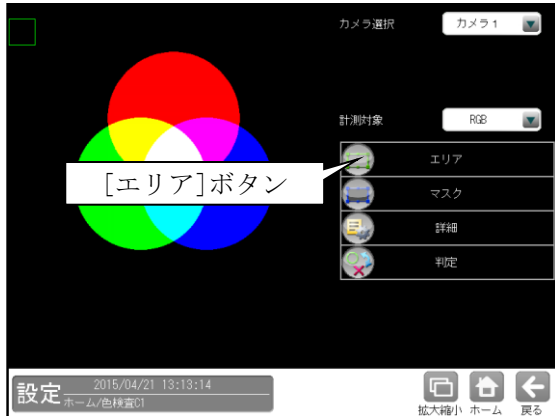 カメラ選択
カメラ1
計測対象
RGB
[エリア]ボタン
エリア
マスク
詳細
判定
設定
2015/04/21 13:13:14
ホーム/色検査C1
拡大縮小
ホーム
戻る